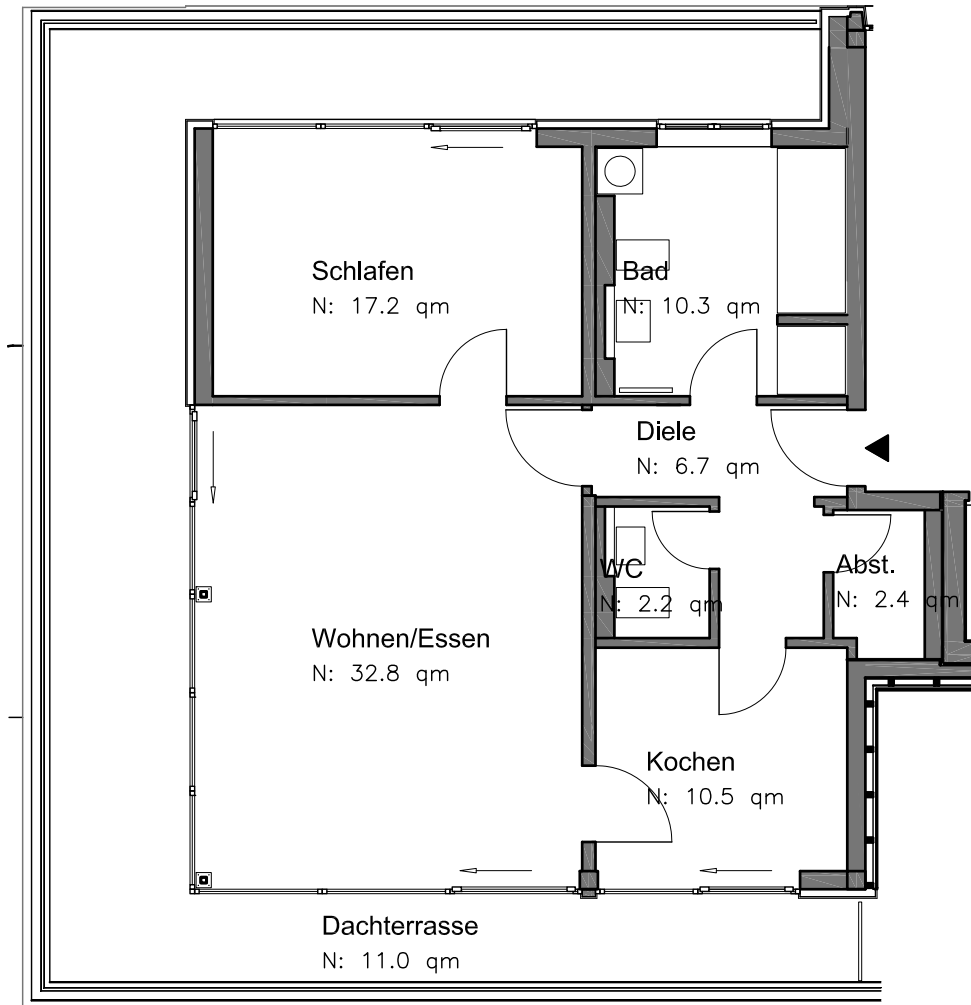 Schlafen
N: 17.2 qm
Bad
N: 10.3 qm
Diele
N: 6.7 qm
WC
N: 2.2 qm
Abst.
N: 2.4 qm
Wohnen/Essen
N: 32.8 qm
Kochen
N: 10.5 qm
Dachterrasse
N: 11.0 qm